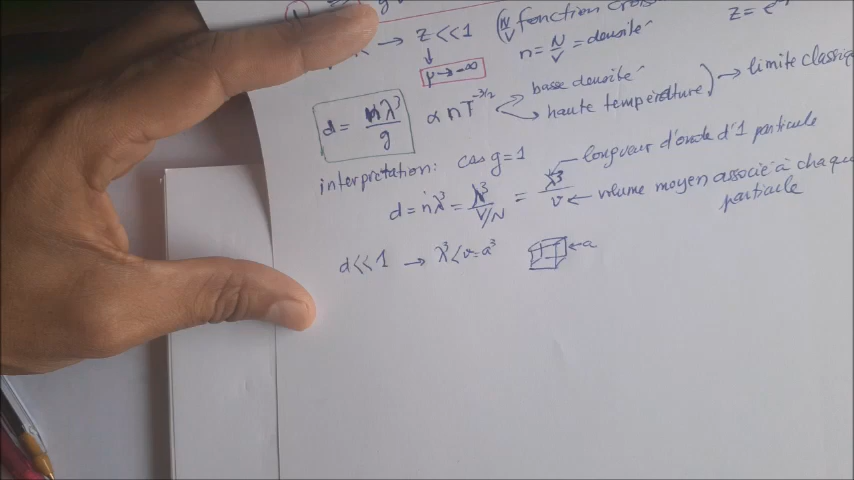 → z <<1 (N/V fonction crois
z = e
↓ n = N/V = densité
μ→-∞
d = nλ³/g ∝ nT^-3/2 basse densité → limite classiq
haute température
interprétation: cas g=1 longueur d'onde d'1 particule
d = nλ³ = λ³/V/N = λ³/v ← volume moyen associé à chaque
particule
d<<1 → λ³< v=a³ ←a